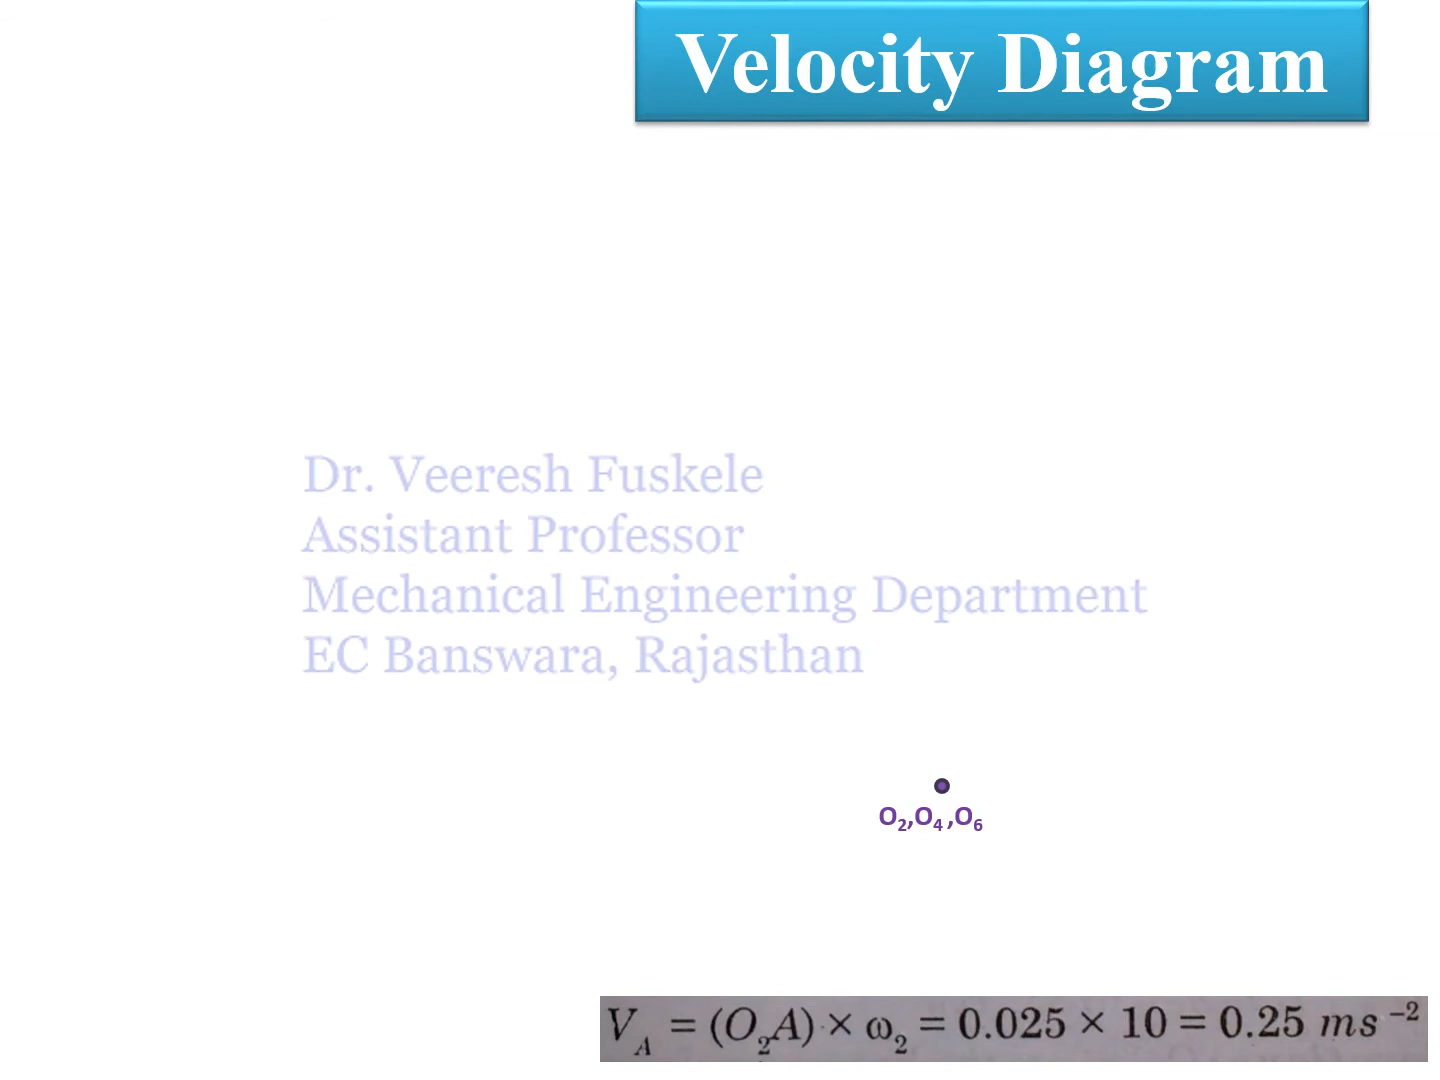 Velocity Diagram
Dr. Veeresh Fuskele
Assistant Professor
Mechanical Engineering Department
EC Banswara, Rajasthan
O₂,O₄ ,O₆
V_A = (O₂A) × ω₂ = 0.025 × 10 = 0.25 ms⁻²